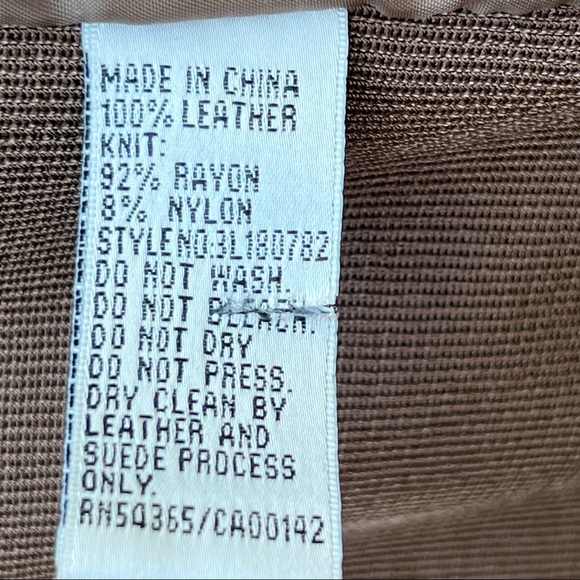 MADE IN CHINA
100% LEATHER
KNIT:
92% RAYON
8% NYLON
STYLENO:3L180782
DO NOT WASH.
DO NOT BLEACH.
DO NOT DRY
DO NOT PRESS.
DRY CLEAN BY
LEATHER AND
SUEDE PROCESS
ONLY.
RN50365/CA00142